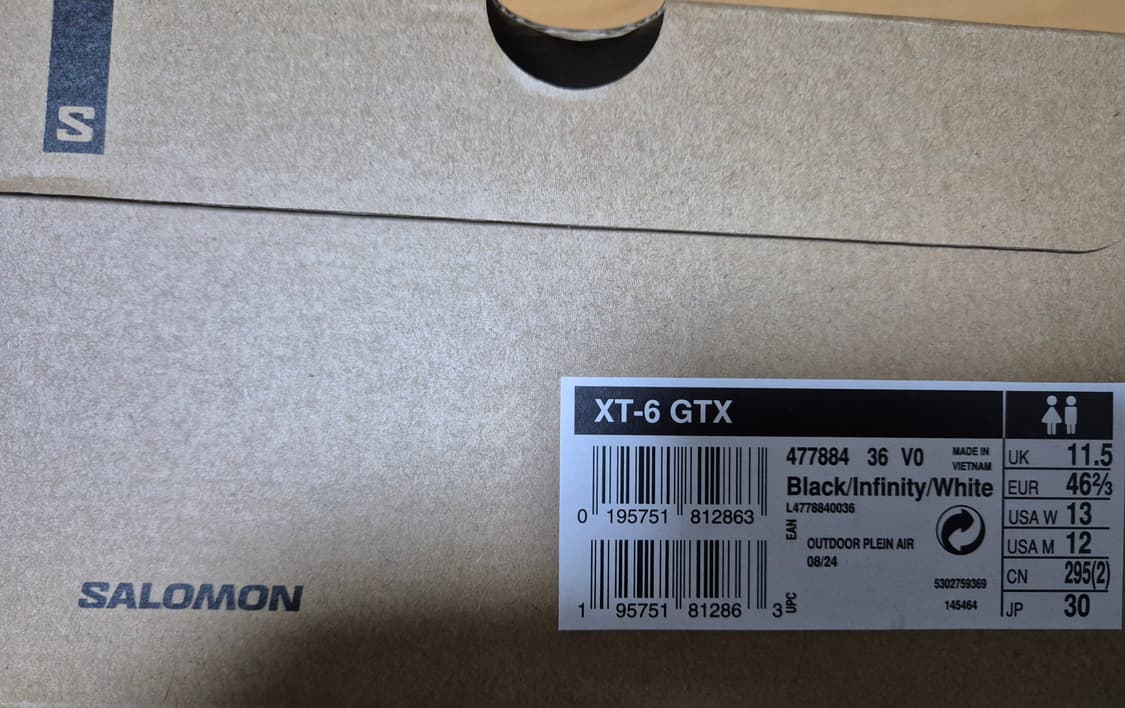 S
SALOMON
XT-6 GTX
0 195751 812863
EAN
1 95751 81286 3
UPC
477884 36 V0
MADE IN
VIETNAM
Black/Infinity/White
L4778840036
OUTDOOR PLEIN AIR
08/24
5302759369
145464
UK 11.5
EUR 46⅔
USA W 13
USA M 12
CN 295(2)
JP 30